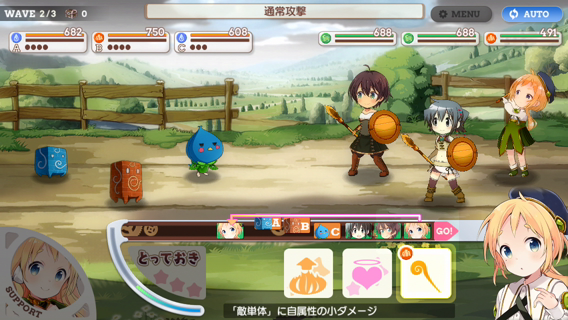 WAVE 2/3 0
通常攻撃
MENU
AUTO
682
A
750
B
608
C
688
688
491
A
B
C
GO!
とっておき
SUPPORT
「敵単体」に自属性の小ダメージ